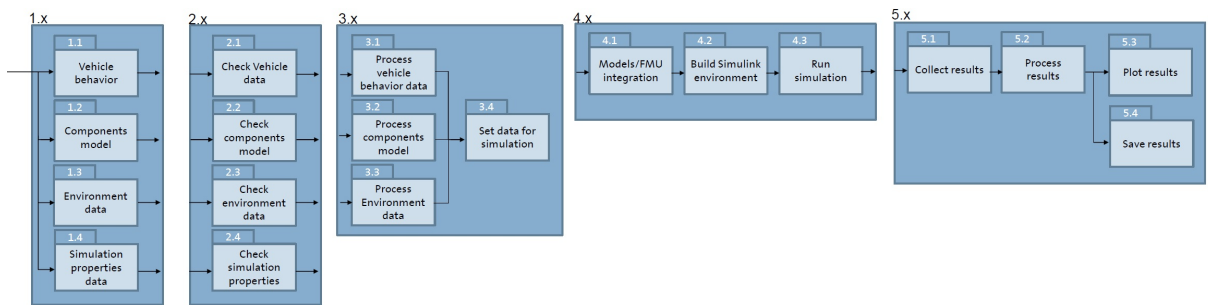 1.x
1.1
Vehicle
behavior
1.2
Components
model
1.3
Environment
data
1.4
Simulation
properties
data
2.x
2.1
Check Vehicle
data
2.2
Check
components
model
2.3
Check
environment
data
2.4
Check
simulation
properties
3.x
3.1
Process
vehicle
behavior data
3.2
Process
components
model
3.3
Process
Environment
data
3.4
Set data for
simulation
4.x
4.1
Models/FMU
integration
4.2
Build Simulink
environment
4.3
Run
simulation
5.x
5.1
Collect results
5.2
Process
results
5.3
Plot results
5.4
Save results